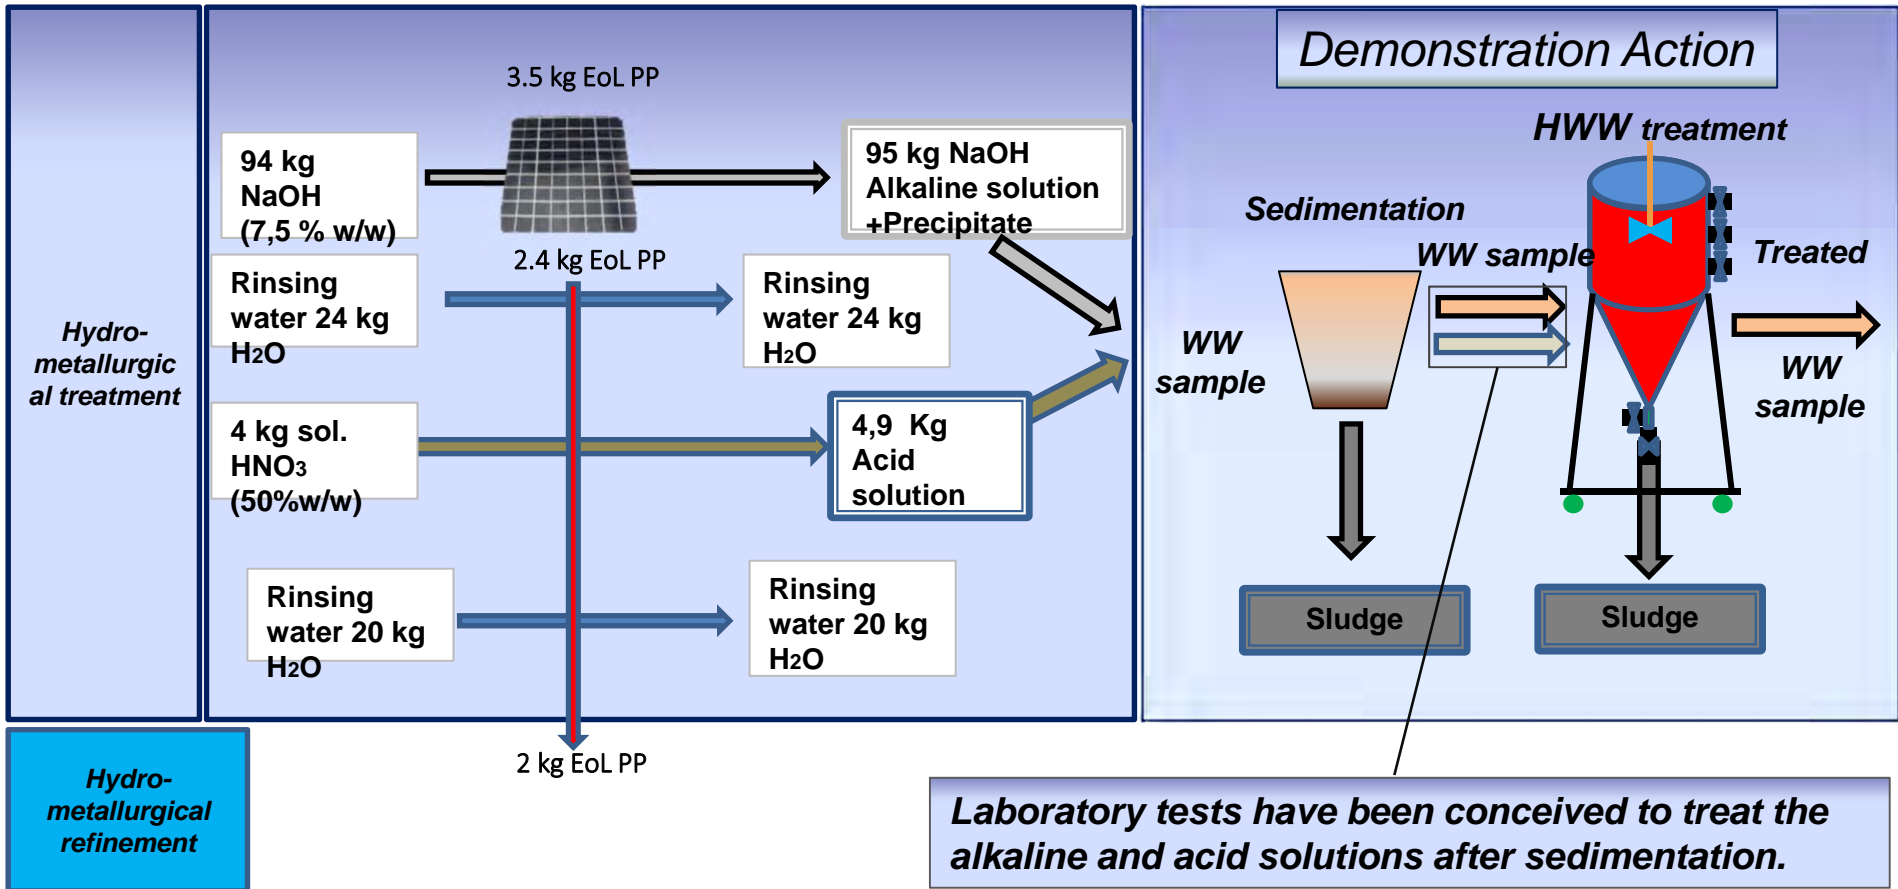 Hydro-
metallurgic
al treatment
3.5 kg EoL PP
94 kg
NaOH
(7,5 % w/w)
95 kg NaOH
Alkaline solution
+Precipitate
2.4 kg EoL PP
Rinsing
water 24 kg
H2O
Rinsing
water 24 kg
H2O
4 kg sol.
HNO3
(50%w/w)
4,9 Kg
Acid
solution
Rinsing
water 20 kg
H2O
Rinsing
water 20 kg
H2O
2 kg EoL PP
Hydro-
metallurgical
refinement
Demonstration Action
HWW treatment
Sedimentation
WW sample
Treated
WW
sample
WW
sample
Sludge
Sludge
Laboratory tests have been conceived to treat the
alkaline and acid solutions after sedimentation.